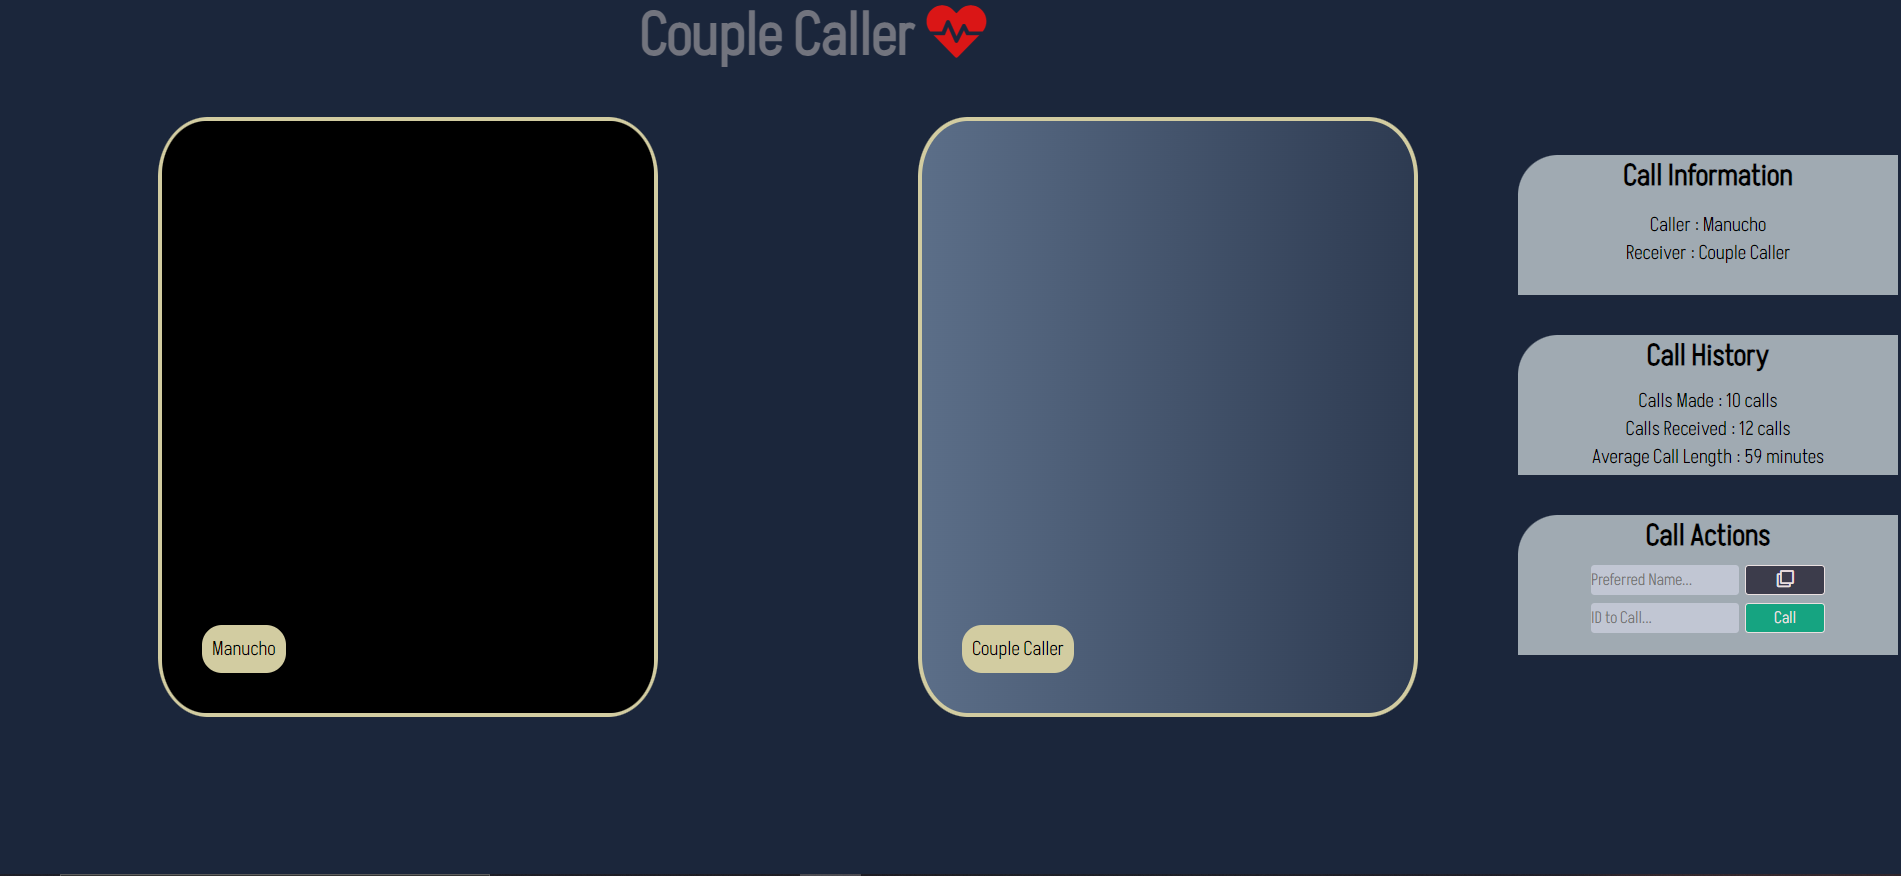 Couple Caller
Manucho
Couple Caller
Call Information
Caller : Manucho
Receiver : Couple Caller
Call History
Calls Made : 10 calls
Calls Received : 12 calls
Average Call Length : 59 minutes
Call Actions
Preferred Name...
ID to Call... Call